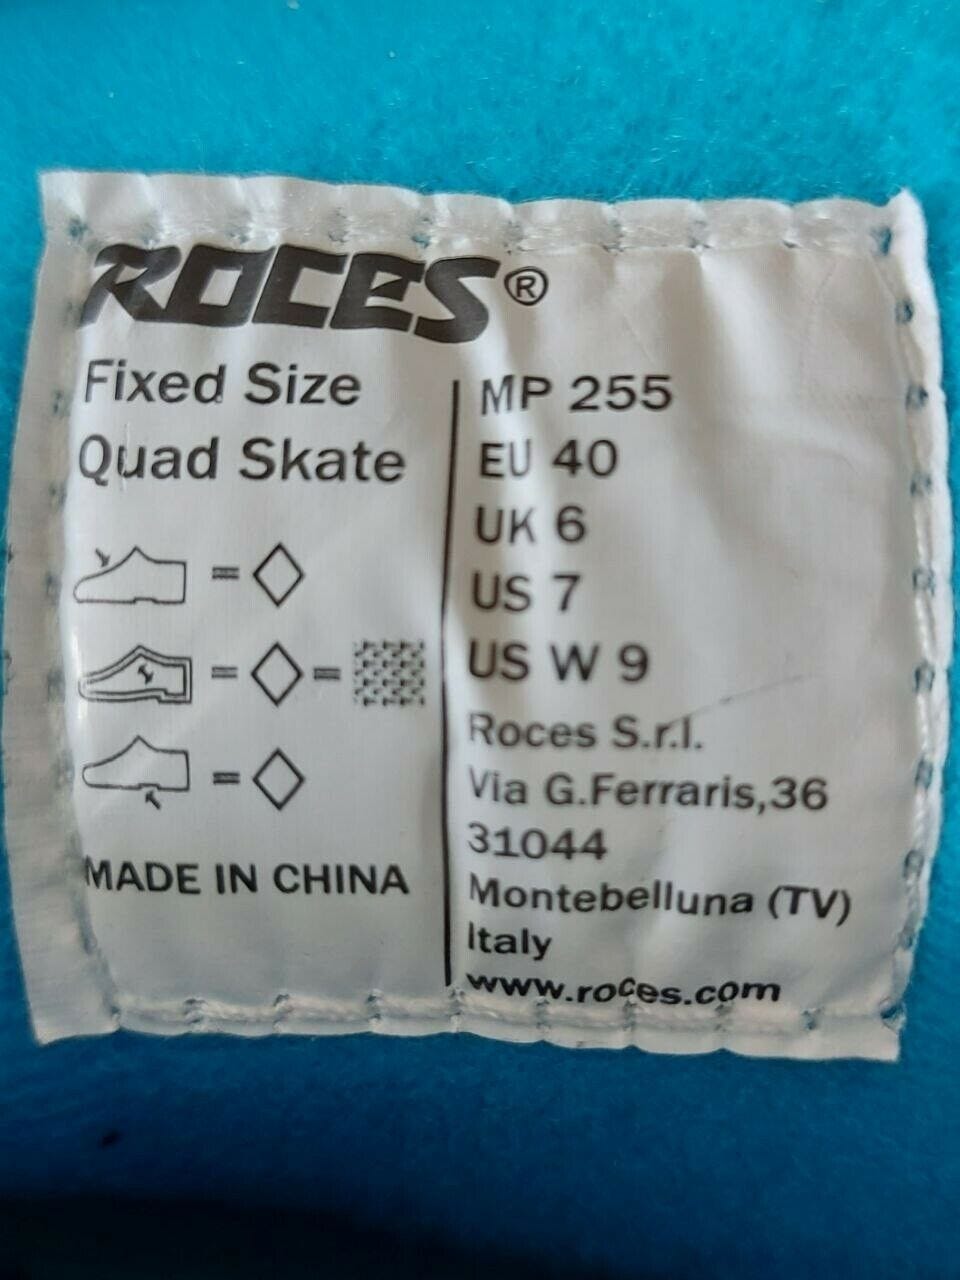 ROCES®
Fixed Size
Quad Skate
=
= =
=
MADE IN CHINA
MP 255
EU 40
UK 6
US 7
US W 9
Roces S.r.l.
Via G.Ferraris,36
31044
Montebelluna (TV)
Italy
www.roces.com